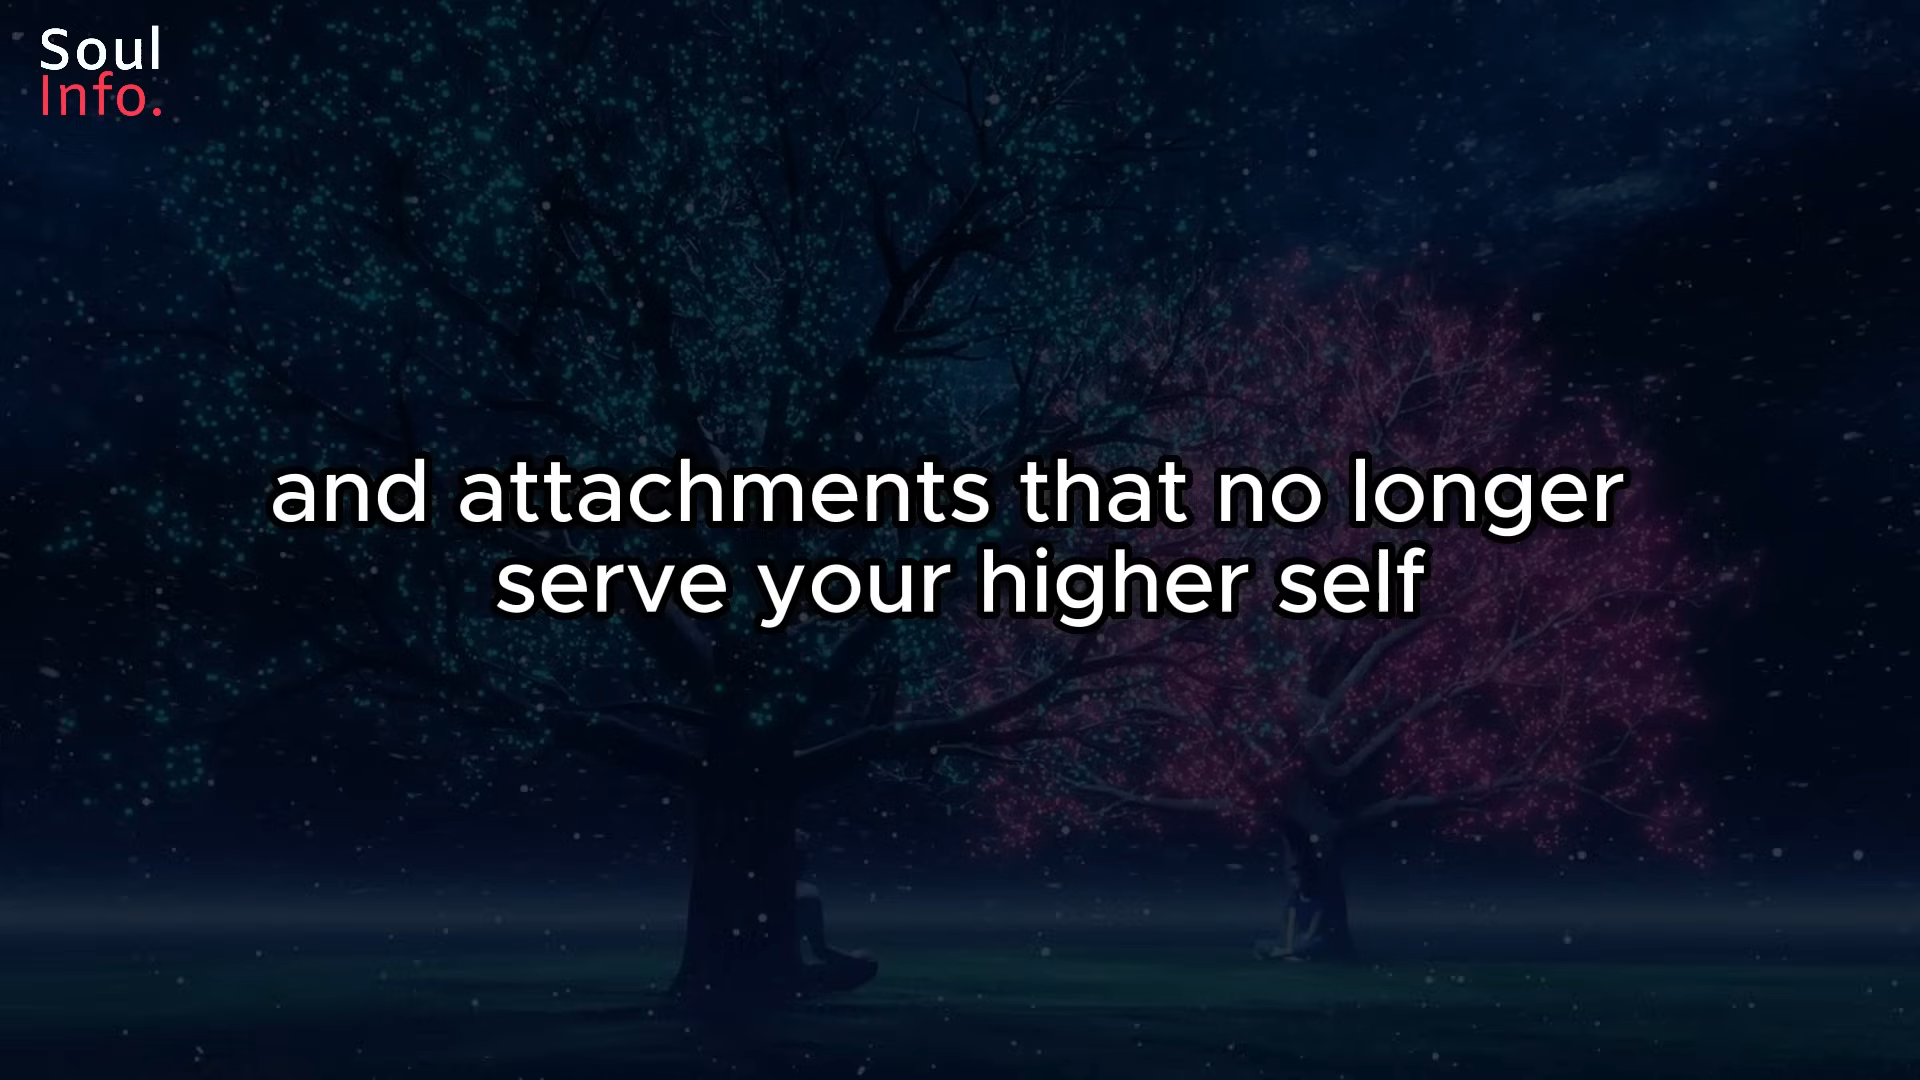 Soul
Info.
and attachments that no longer
serve your higher self